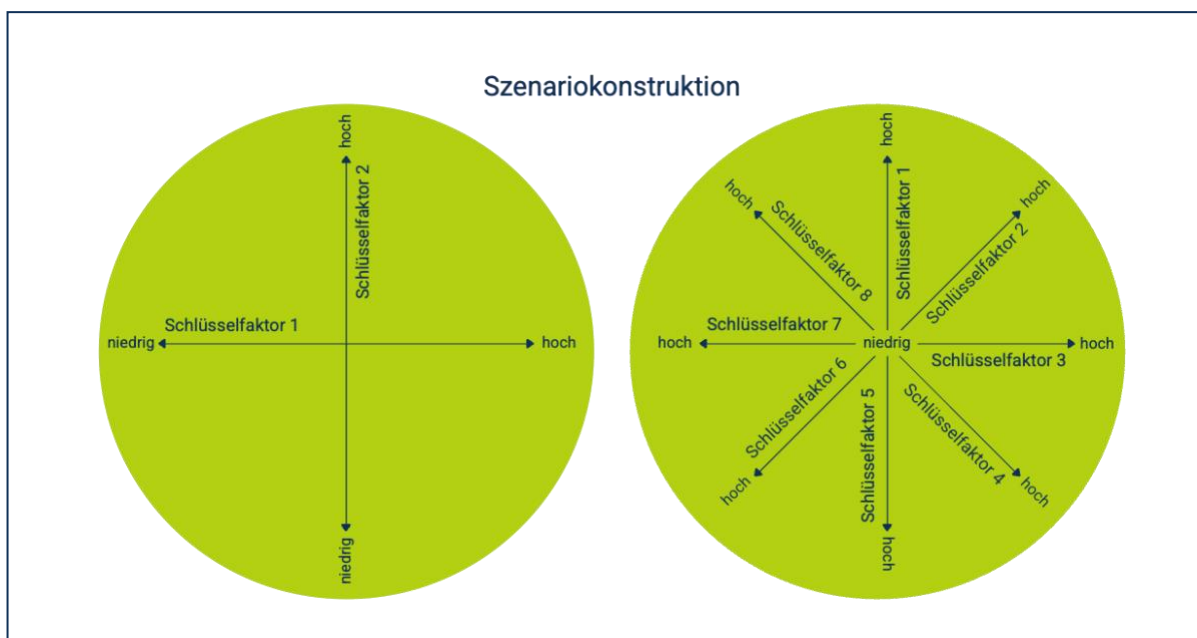 Szenariokonstruktion
hoch
Schlüsselfaktor 2
Schlüsselfaktor 1
niedrig
hoch
niedrig
hoch
Schlüsselfaktor 1
hoch
Schlüsselfaktor 2
hoch
Schlüsselfaktor 8
hoch
Schlüsselfaktor 7
niedrig
hoch
Schlüsselfaktor 3
hoch
Schlüsselfaktor 6
hoch
Schlüsselfaktor 5
hoch
Schlüsselfaktor 4
hoch